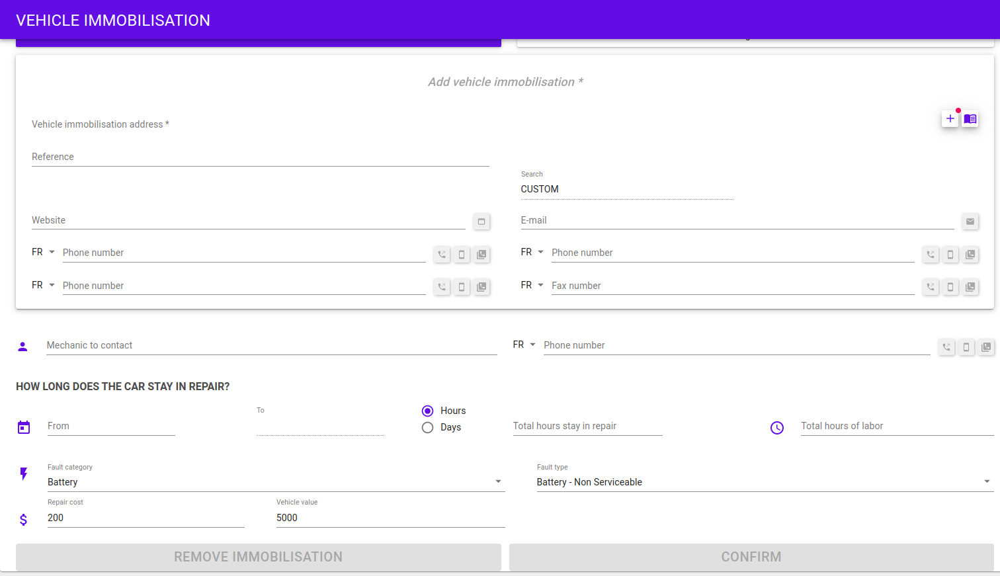 VEHICLE IMMOBILISATION
Add vehicle immobilisation *
Vehicle immobilisation address *
Reference
Search
CUSTOM
Website
E-mail
FR Phone number
FR Phone number
FR Phone number
FR Fax number
Mechanic to contact
FR Phone number
HOW LONG DOES THE CAR STAY IN REPAIR?
From
To
Hours
Days
Total hours stay in repair
Total hours of labor
Fault category
Battery
Fault type
Battery - Non Serviceable
Repair cost
200
Vehicle value
5000
REMOVE IMMOBILISATION
CONFIRM